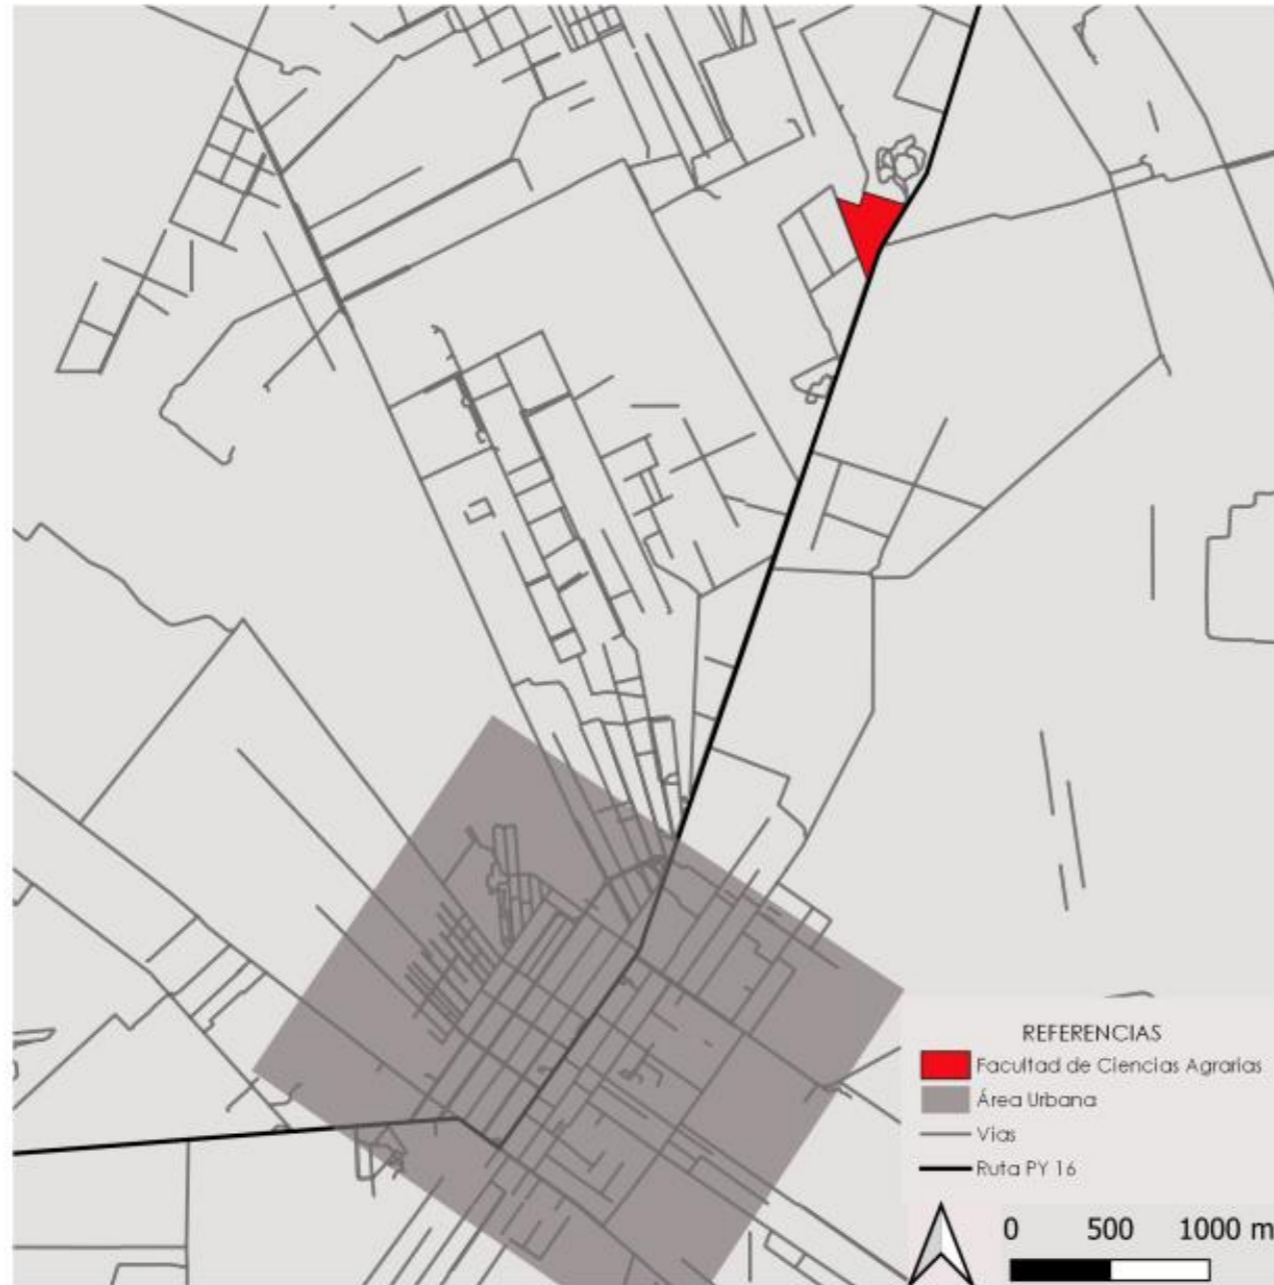 REFERENCIAS
Facultad de Ciencias Agrarias
Área Urbana
Vías
Ruta PY 16
0 500 1000 m